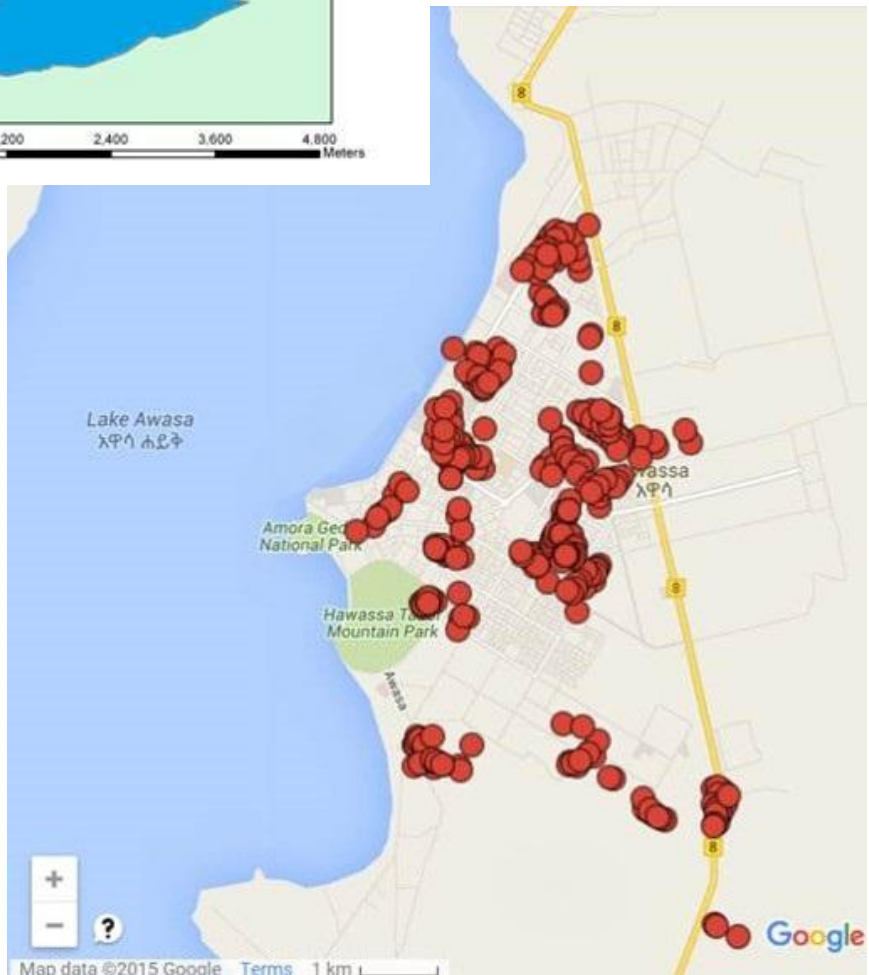 200 2,400 3,600 4,800
Meters
8
8
Lake Awasa
አዋሳ ሐይቅ
assa
አዋሳ
Amora Ged
National Park
8
Hawassa Ta
Mountain Park
Awasa
8
+
−
?
Google
Map data ©2015 Google Terms 1 km